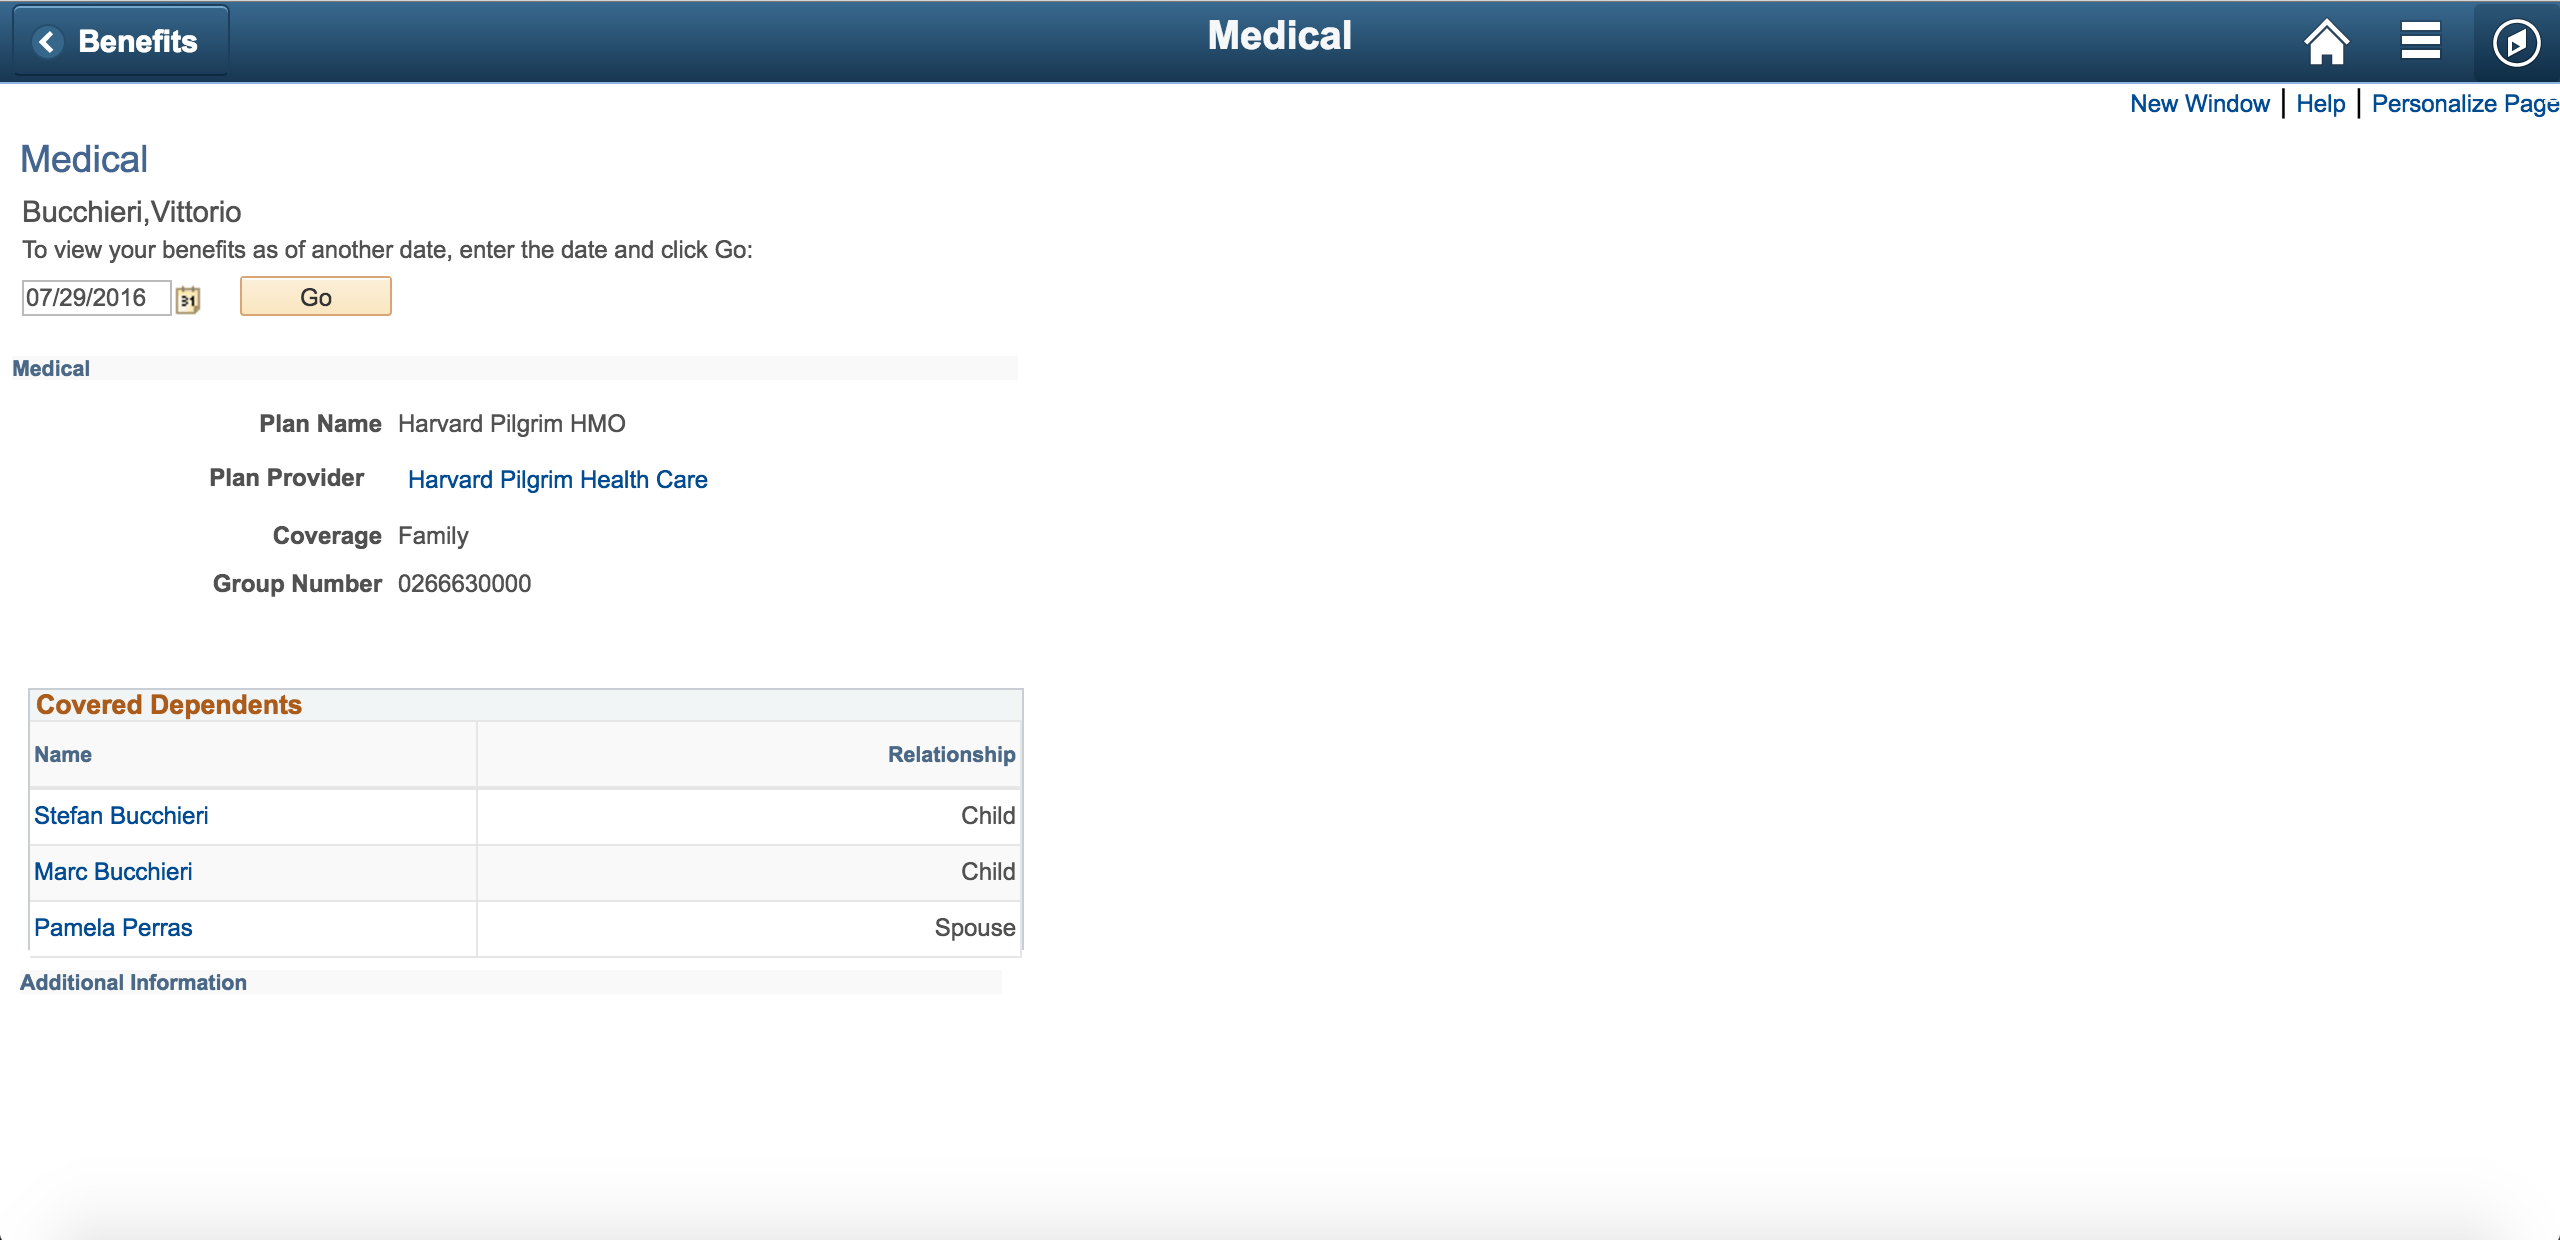 Benefits
Medical
New Window | Help | Personalize Page
Medical
Bucchieri,Vittorio
To view your benefits as of another date, enter the date and click Go:
07/29/2016 31 Go
Medical
Plan Name Harvard Pilgrim HMO
Plan Provider Harvard Pilgrim Health Care
Coverage Family
Group Number 0266630000
Covered Dependents
Name Relationship
Stefan Bucchieri Child
Marc Bucchieri Child
Pamela Perras Spouse
Additional Information